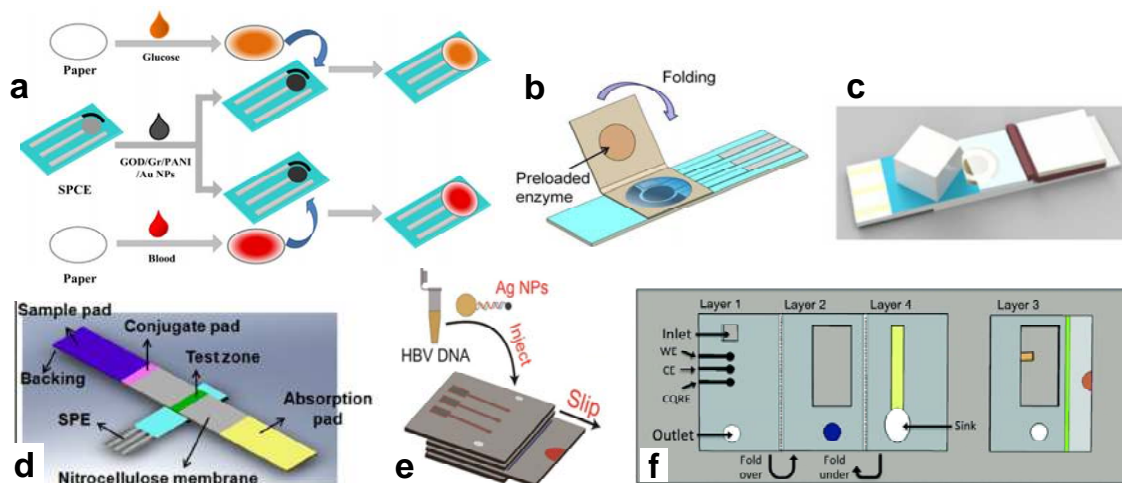 Paper
Glucose
a
SPCE
GOD/Gr/PANI
/Au NPs
Paper
Blood
b
Folding
Preloaded
enzyme
c
Sample pad
Conjugate pad
Test zone
Backing
SPE
Absorption
pad
Nitrocellulose membrane
d
Ag NPs
HBV DNA
Inject
Slip
e
Layer 1
Layer 2
Layer 4
Layer 3
Inlet
WE
CE
CQRE
Outlet
Sink
Fold
over
Fold
under
f